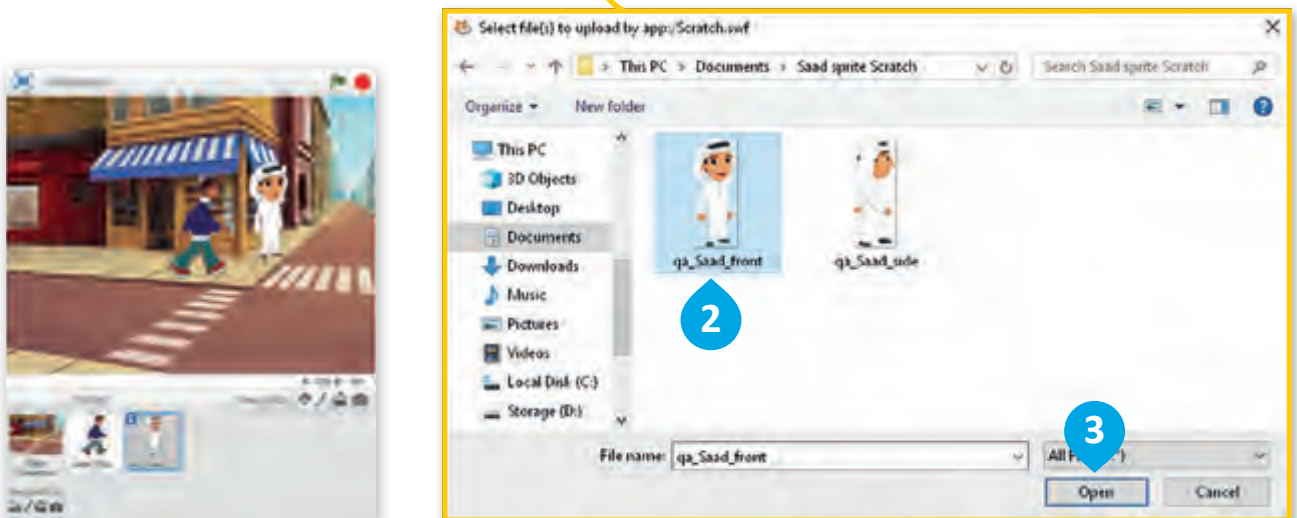 Select file(s) to upload by app:/Scratch.swf
This PC > Documents > Saad sprite Scratch
Search Saad sprite Scratch
Organize
New folder
This PC
3D Objects
Desktop
Documents
Downloads
Music
Pictures
Videos
Local Disk (C:)
Storage (D:)
qa_Saad_front
qa_Saad_side
2
3
File name:
qa_Saad_front
Open
Cancel